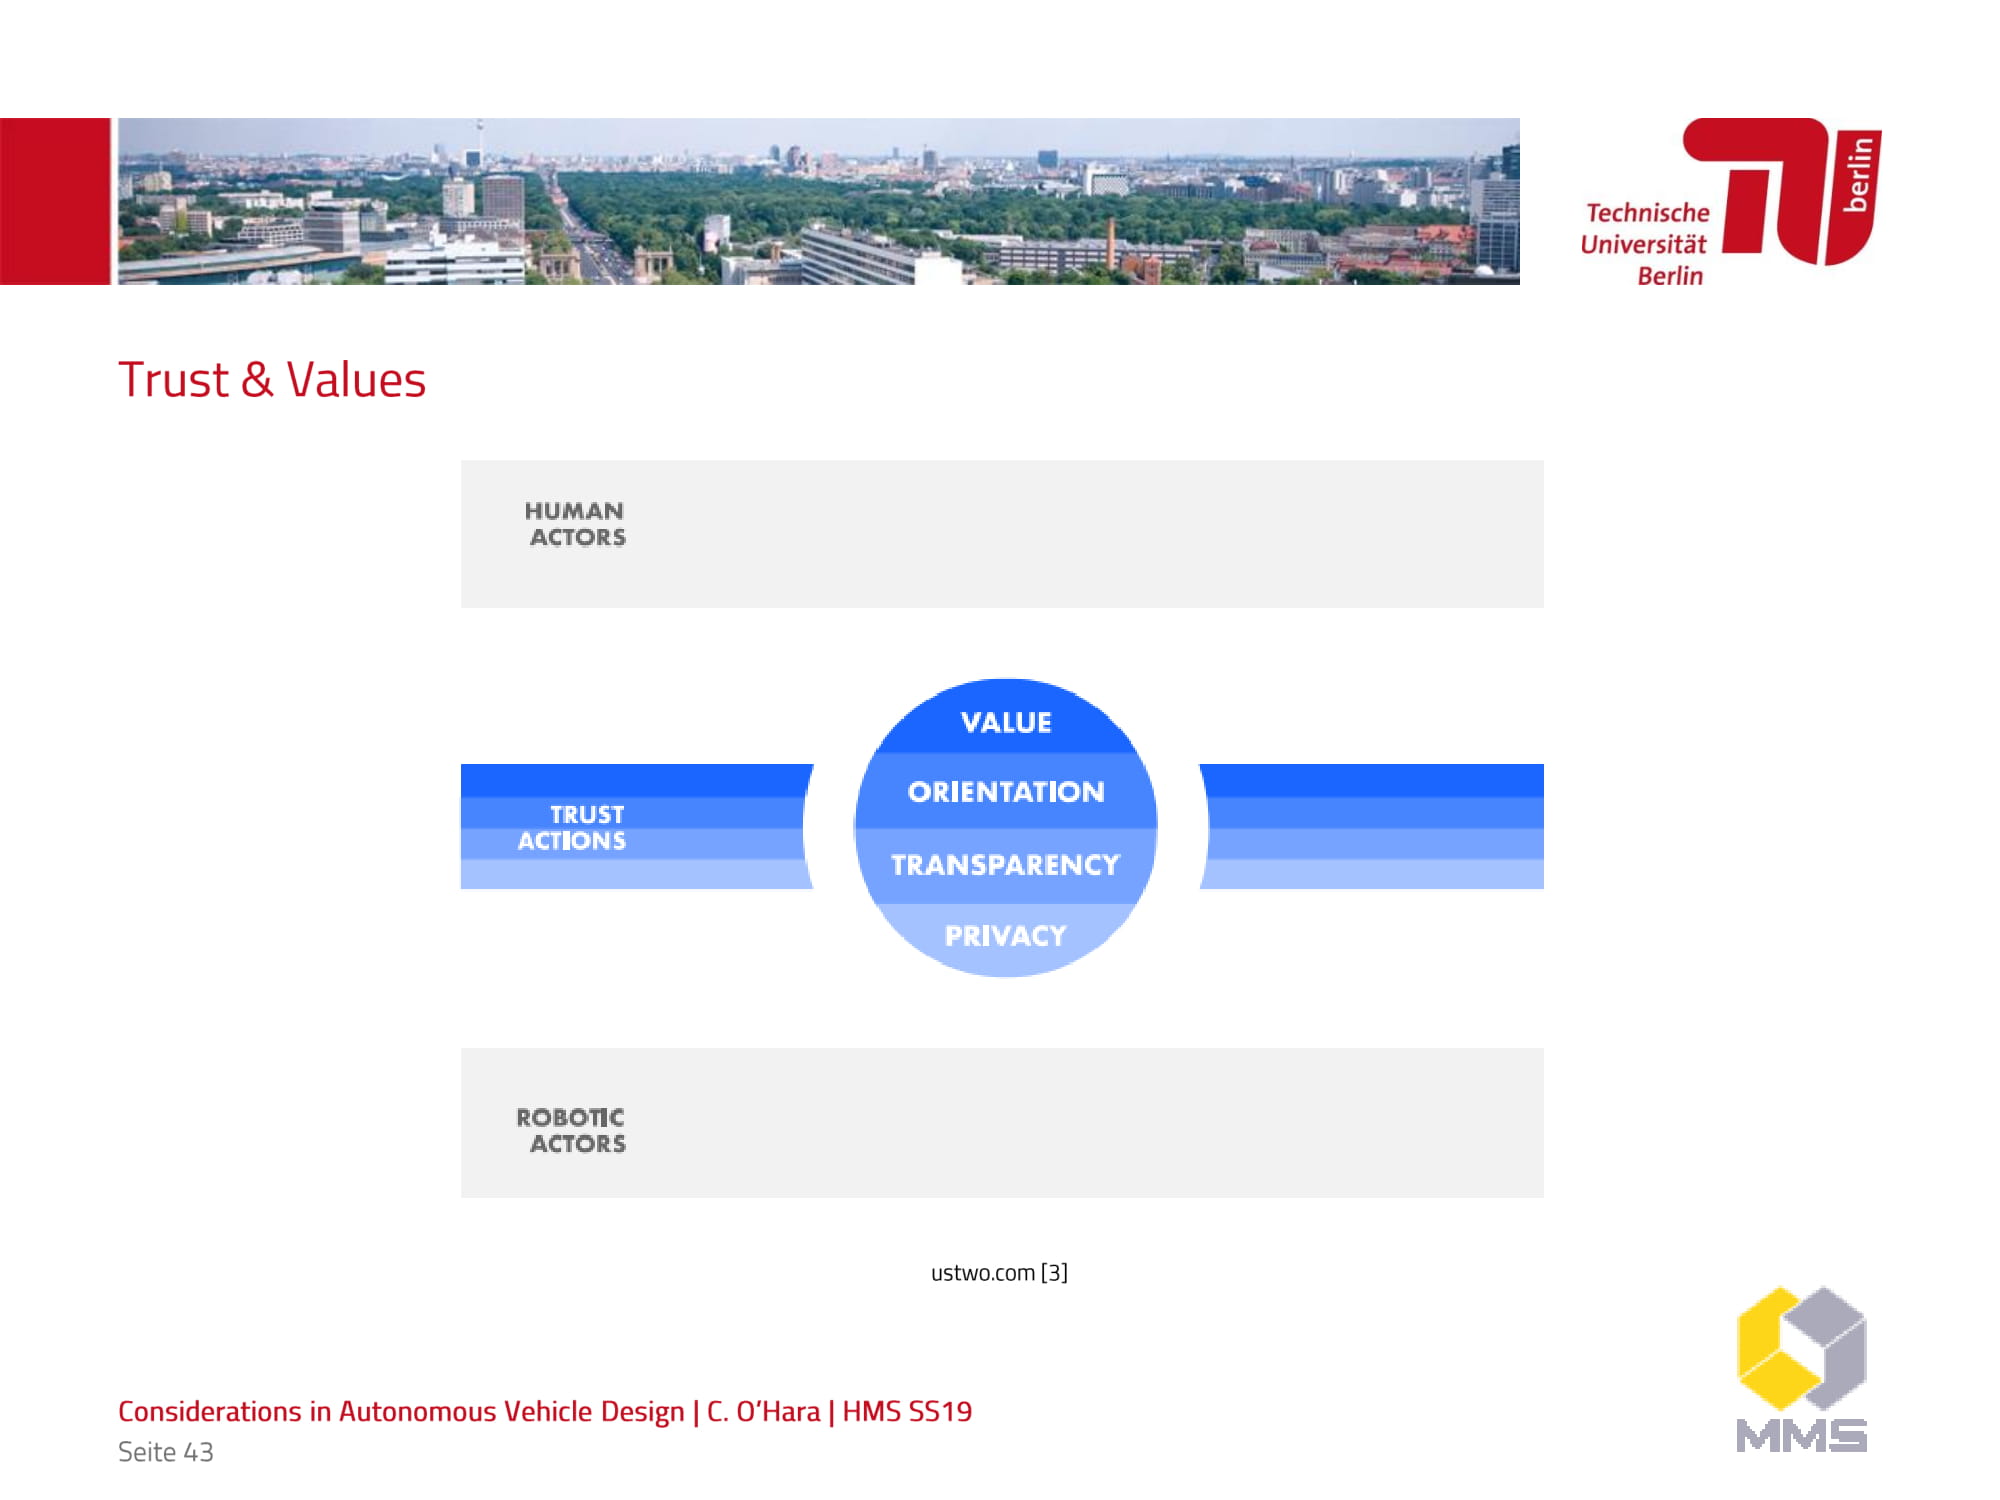 Technische
Universität
Berlin
berlin
Trust & Values
HUMAN
ACTORS
VALUE
ORIENTATION
TRUST
ACTIONS
TRANSPARENCY
PRIVACY
ROBOTIC
ACTORS
ustwo.com [3]
Considerations in Autonomous Vehicle Design | C. O’Hara | HMS SS19
Seite 43
MMS